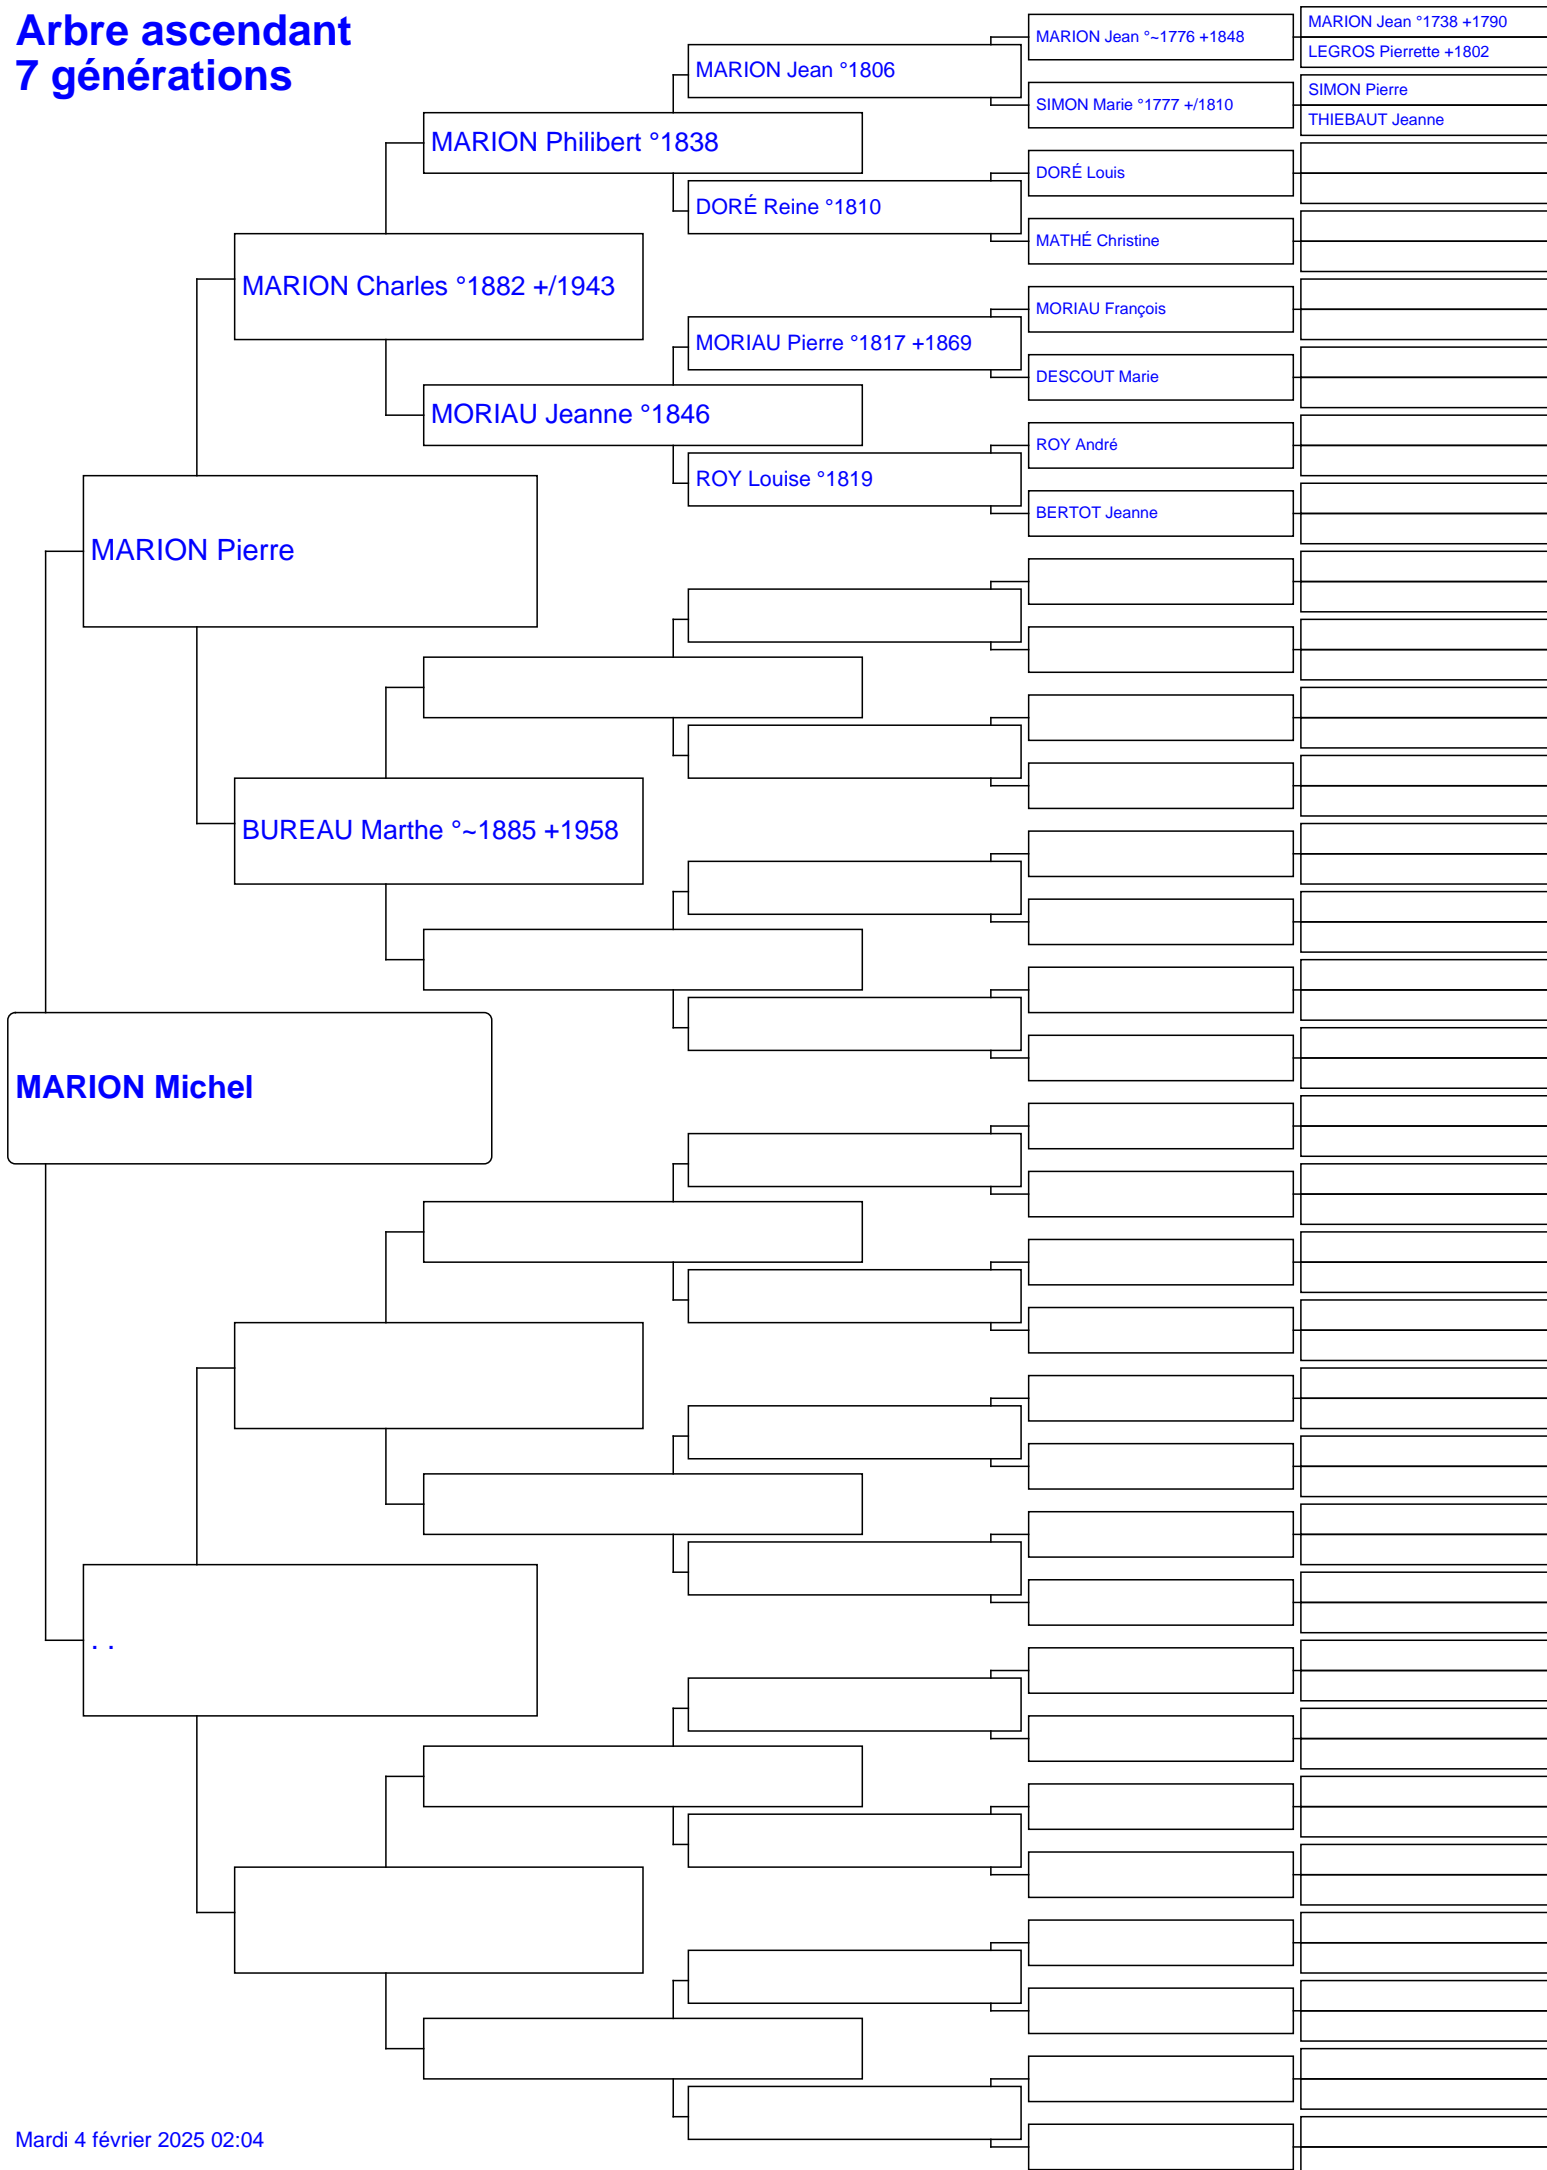 Arbre ascendant
7 générations
MARION Jean °1738 +1790
MARION Jean °~1776 +1848
LEGROS Pierrette +1802
MARION Jean °1806
SIMON Pierre
SIMON Marie °1777 +/1810
THIEBAUT Jeanne
MARION Philibert °1838
DORÉ Louis
DORÉ Reine °1810
MATHÉ Christine
MARION Charles °1882 +/1943
MORIAU François
MORIAU Pierre °1817 +1869
DESCOUT Marie
MORIAU Jeanne °1846
ROY André
ROY Louise °1819
BERTOT Jeanne
MARION Pierre
BUREAU Marthe °~1885 +1958
MARION Michel
. .
Mardi 4 février 2025 02:04